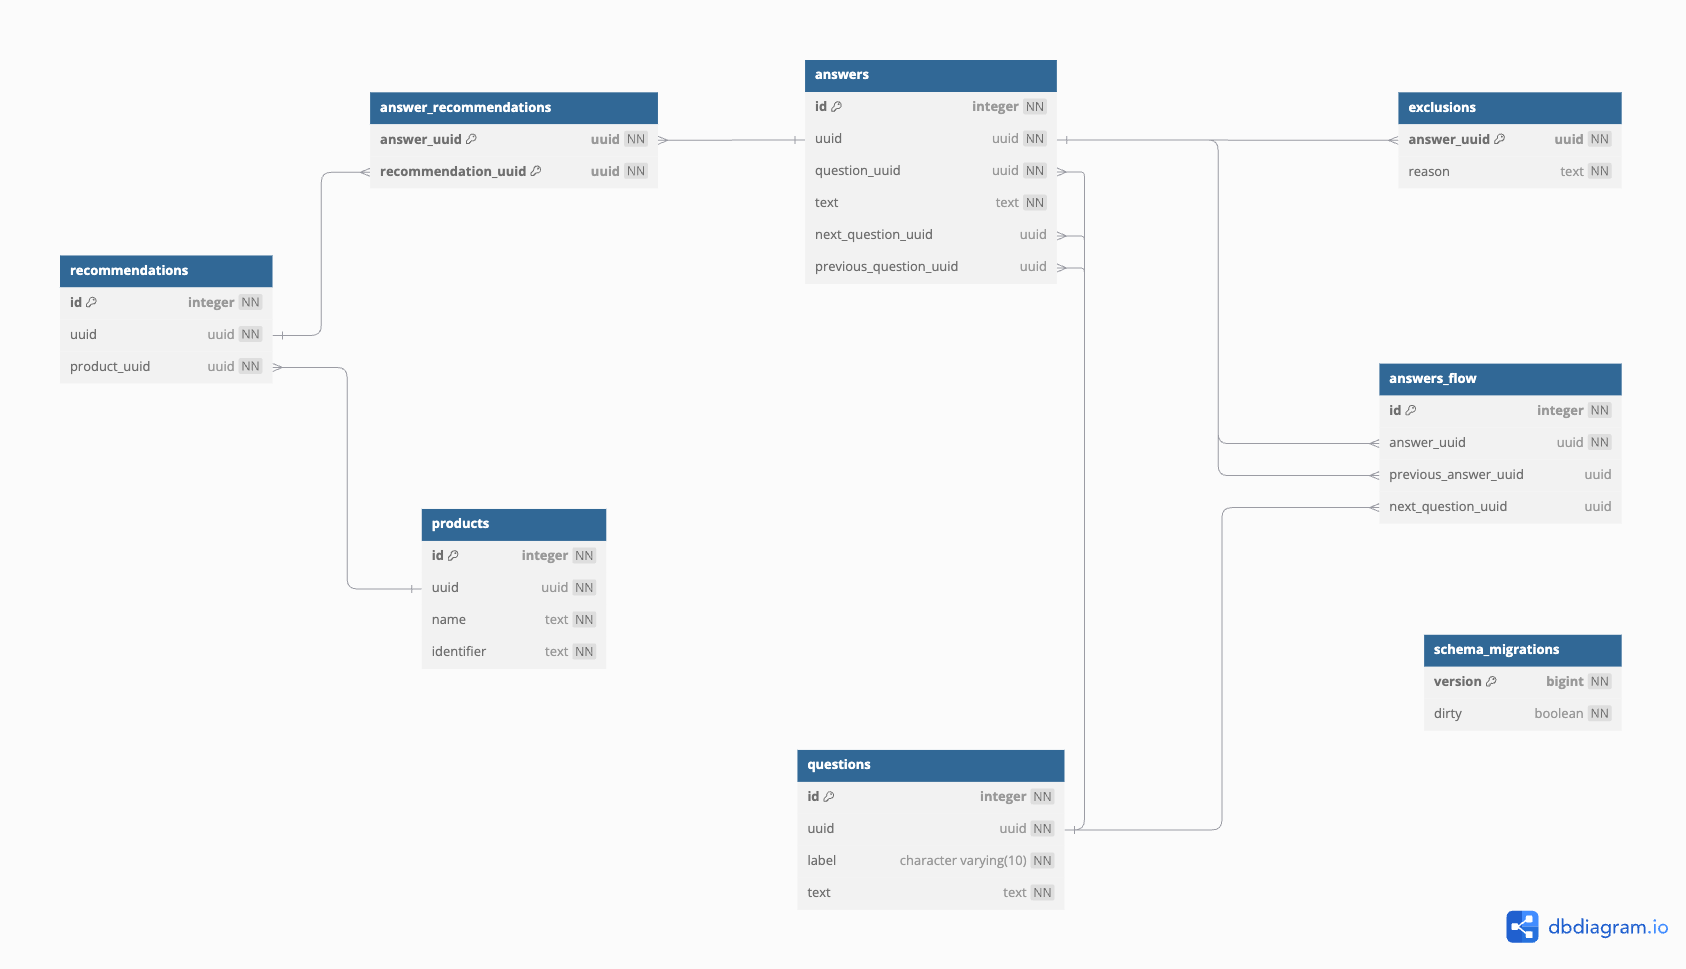 answers
id integer NN
uuid uuid NN
question_uuid uuid NN
text text NN
next_question_uuid uuid
previous_question_uuid uuid
answer_recommendations
answer_uuid uuid NN
recommendation_uuid uuid NN
exclusions
answer_uuid uuid NN
reason text NN
recommendations
id integer NN
uuid uuid NN
product_uuid uuid NN
answers_flow
id integer NN
answer_uuid uuid NN
previous_answer_uuid uuid
next_question_uuid uuid
products
id integer NN
uuid uuid NN
name text NN
identifier text NN
schema_migrations
version bigint NN
dirty boolean NN
questions
id integer NN
uuid uuid NN
label character varying(10) NN
text text NN
dbdiagram.io